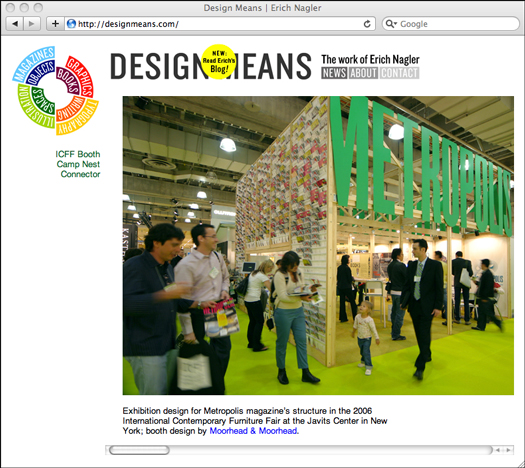 Design Means | Erich Nagler
http://designmeans.com/
Google
MAGAZINES
GRAPHICS
TYPOGRAPHY
ILLUSTRATION
OBJECTS
BOOKS
WRITING
SPACES
DESIGN MEANS
NEW:
Read Erich's
Blog!
The work of Erich Nagler
NEWS ABOUT CONTACT
ICFF Booth
Camp Nest
Connector
METROPOLIS
Exhibition design for Metropolis magazine's structure in the 2006
International Contemporary Furniture Fair at the Javits Center in New
York; booth design by Moorhead & Moorhead.